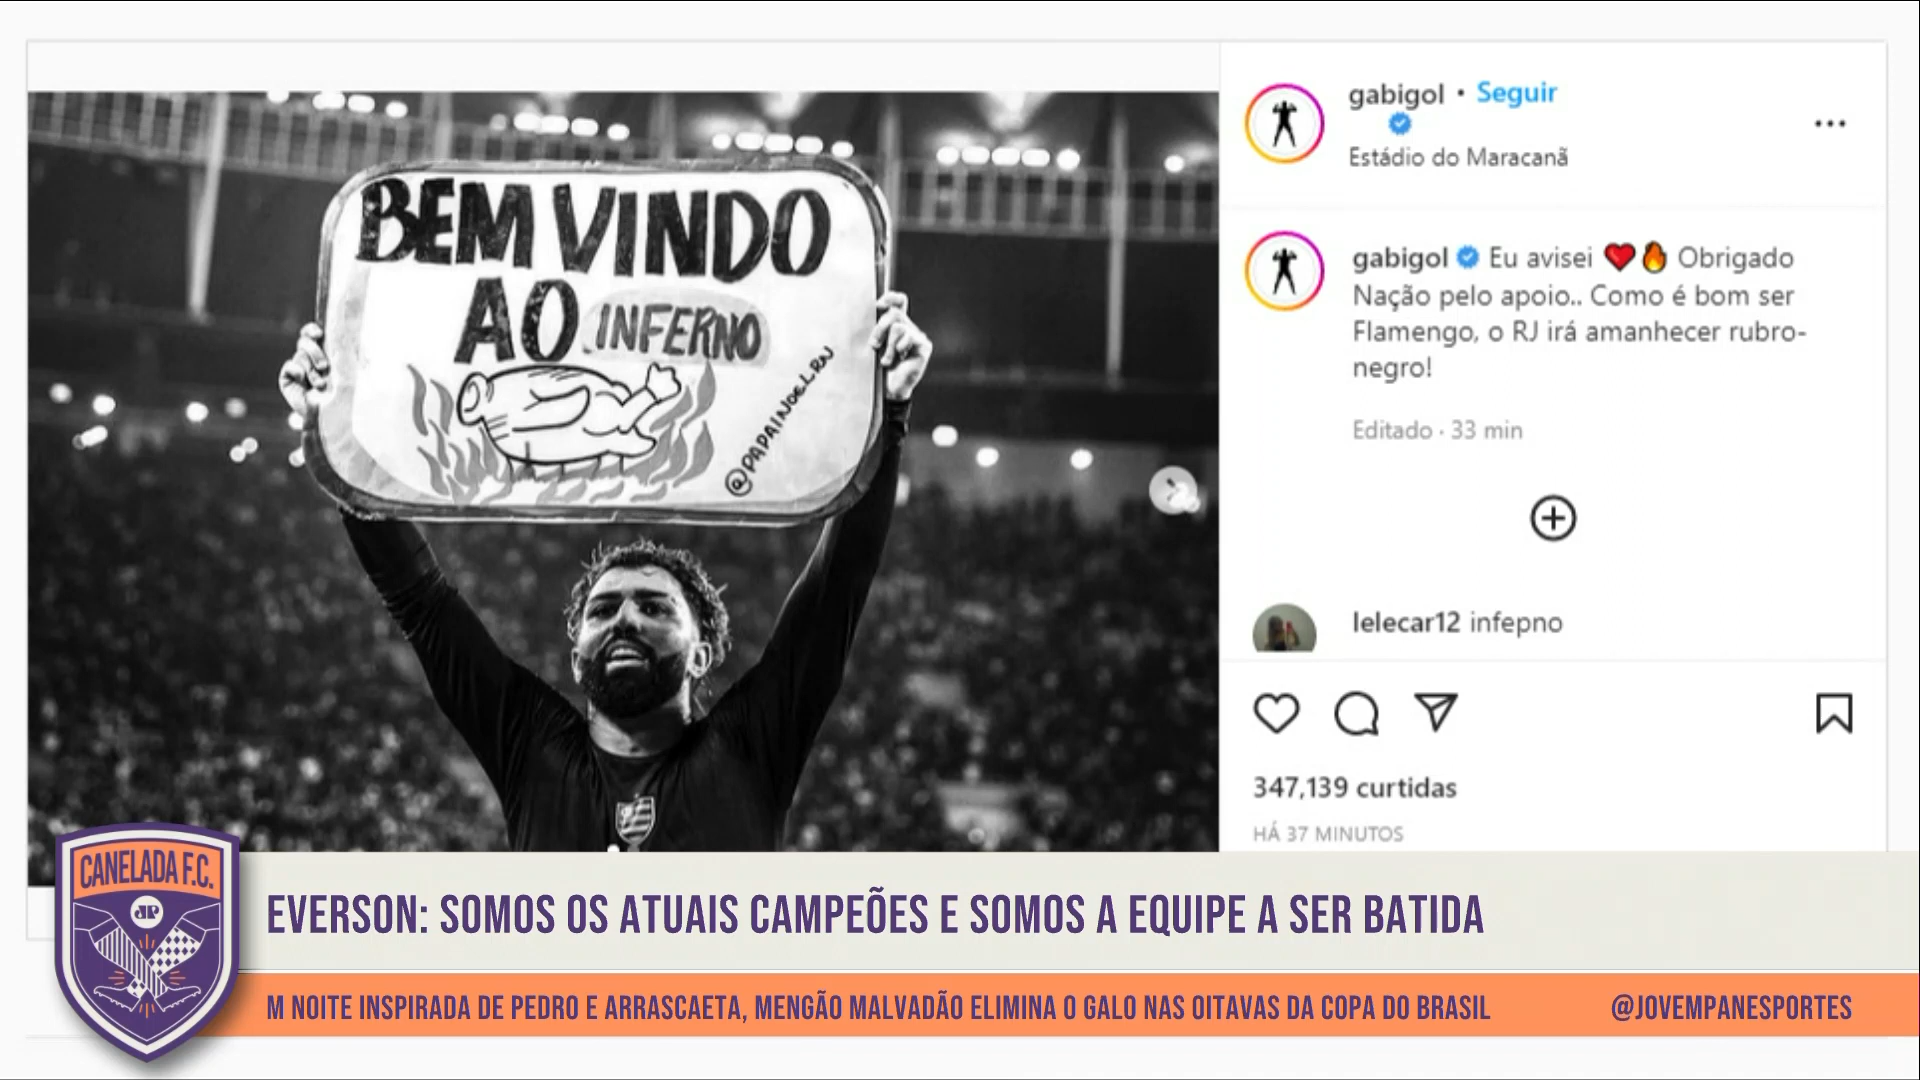 BEM VINDO
AO INFERNO
@PAPAINOEL.RN
gabigol • Seguir
Estádio do Maracanã
gabigol Eu avisei ❤️🔥 Obrigado
Nação pelo apoio.. Como é bom ser
Flamengo, o RJ irá amanhecer rubro-
negro!
Editado · 33 min
lelecar12 infepno
347,139 curtidas
HÁ 37 MINUTOS
CANELADA F.C.
JP
EVERSON: SOMOS OS ATUAIS CAMPEÕES E SOMOS A EQUIPE A SER BATIDA
M NOITE INSPIRADA DE PEDRO E ARRASCAETA, MENGÃO MALVADÃO ELIMINA O GALO NAS OITAVAS DA COPA DO BRASIL
@JOVEMPANESPORTES